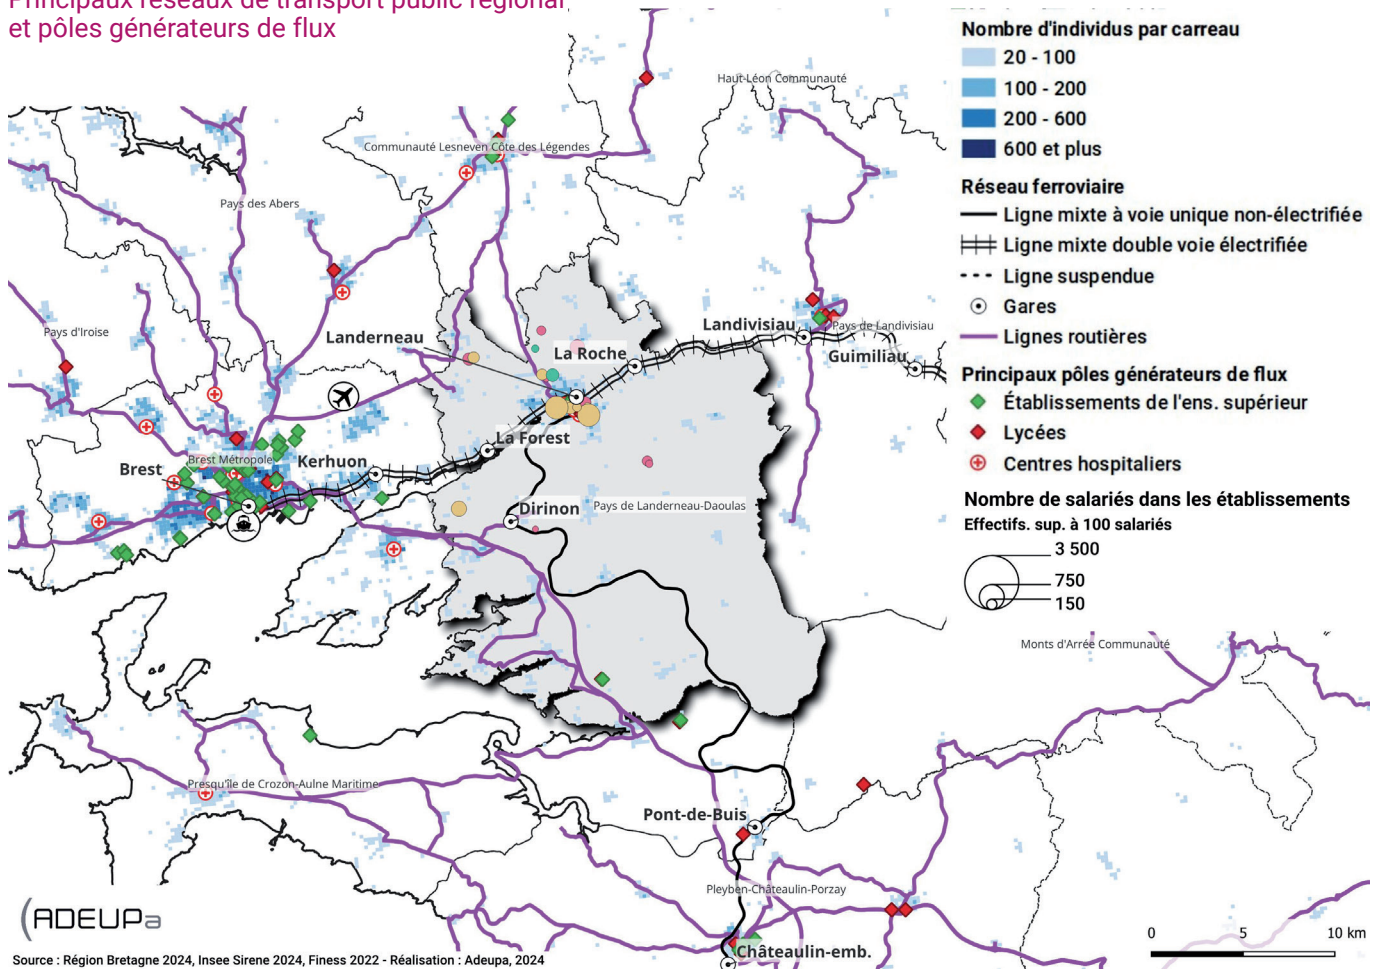 Principaux réseaux de transport public régional
et pôles générateurs de flux
Nombre d'individus par carreau
20 - 100
100 - 200
200 - 600
600 et plus
Réseau ferroviaire
Ligne mixte à voie unique non-électrifiée
Ligne mixte double voie électrifiée
Ligne suspendue
Gares
Lignes routières
Principaux pôles générateurs de flux
Établissements de l'ens. supérieur
Lycées
Centres hospitaliers
Nombre de salariés dans les établissements
Effectifs. sup. à 100 salariés
3 500
750
150
Haut-Léon Communauté
Communauté Lesneven Côte des Légendes
Pays des Abers
Pays d'Iroise
Landerneau
La Roche
Landivisiau
Pays de Landivisiau
Guimiliau
La Forest
Brest Métropole
Brest
Kerhuon
Dirinon
Pays de Landerneau-Daoulas
Monts d'Arrée Communauté
Presqu'île de Crozon-Aulne Maritime
Pont-de-Buis
Pleyben-Châteaulin-Porzay
Châteaulin-emb.
ADEUPa
0 5 10 km
Source : Région Bretagne 2024, Insee Sirene 2024, Finess 2022 - Réalisation : Adeupa, 2024